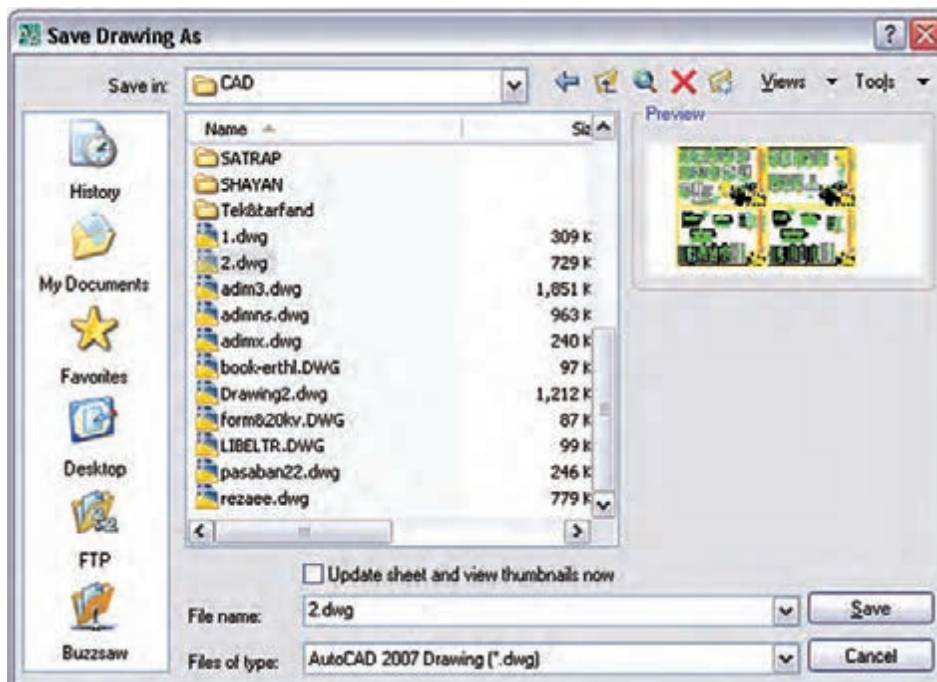 Save Drawing As
Save in:
CAD
Views
Tools
History
My Documents
Favorites
Desktop
FTP
Buzzsaw
Name
Siz
SATRAP
SHAYAN
Tek&tarfand
1.dwg 309 K
2.dwg 729 K
adim3.dwg 1,851 K
adimns.dwg 963 K
adimx.dwg 240 K
book-erthl.DWG 97 K
Drawing2.dwg 1,212 K
form&20kv.DWG 87 K
LIBELTR.DWG 99 K
pasaban22.dwg 246 K
rezaee.dwg 779 K
Preview
Update sheet and view thumbnails now
File name: 2.dwg
Save
Files of type: AutoCAD 2007 Drawing (*.dwg)
Cancel